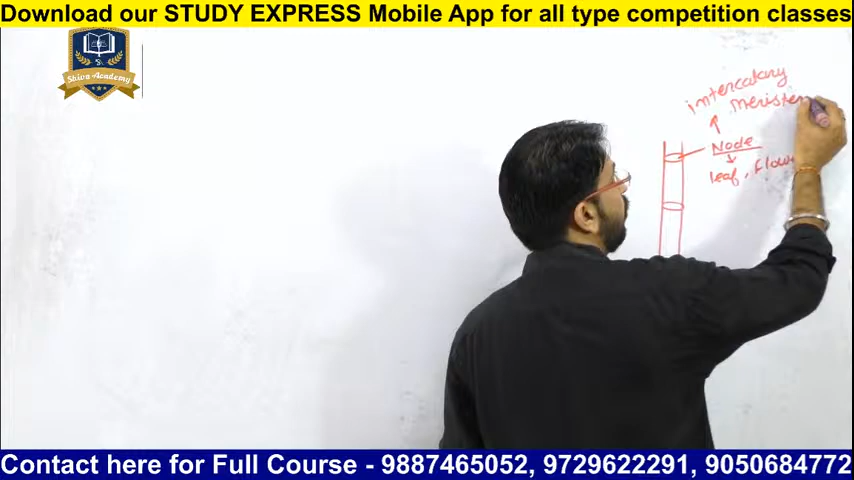 Download our STUDY EXPRESS Mobile App for all type competition classes
Shiva Academy
intercalary
meristem
Node
leaf, flow
Contact here for Full Course - 9887465052, 9729622291, 9050684772